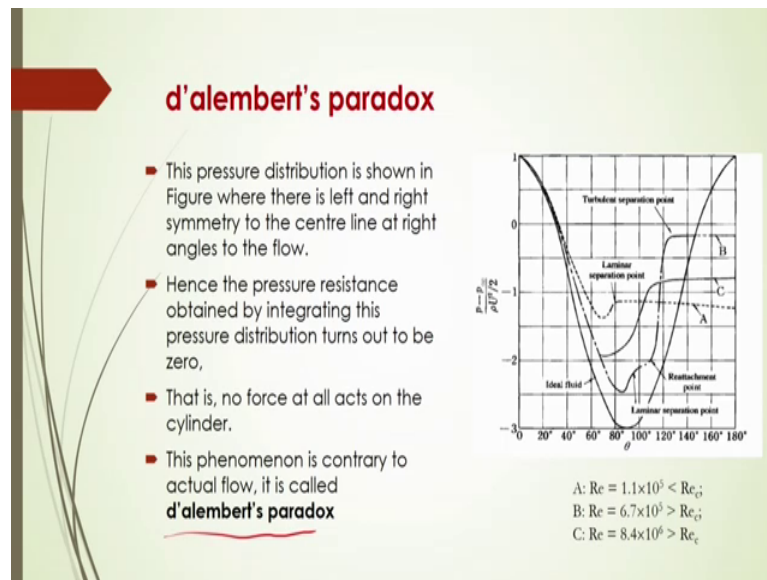 d'alembert's paradox
This pressure distribution is shown in
Figure where there is left and right
symmetry to the centre line at right
angles to the flow.
Hence the pressure resistance
obtained by integrating this
pressure distribution turns out to be
zero,
That is, no force at all acts on the
cylinder.
This phenomenon is contrary to
actual flow, it is called
d'alembert's paradox
1
0
−1
−2
−3
p − p∞
ρU²/2
Turbulent separation point
B
Laminar
separation point
C
A
Ideal fluid
Reattachment
point
Laminar separation point
0 20° 40° 60° 80° 100° 120° 140° 160° 180°
θ
A: Re = 1.1×10⁵ < Rec;
B: Re = 6.7×10⁵ > Rec;
C: Re = 8.4×10⁶ > Rec